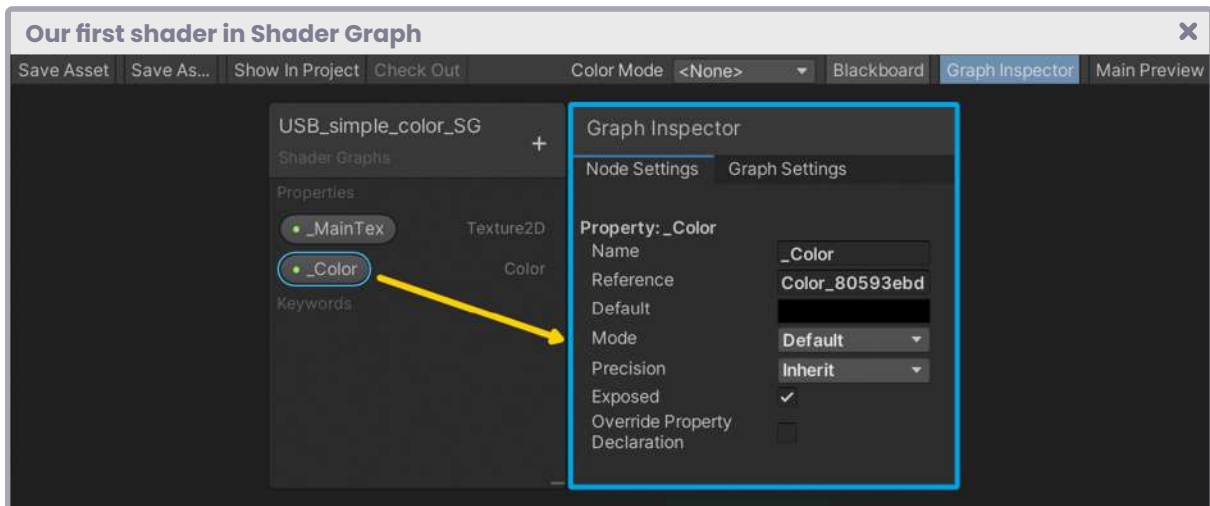 Our first shader in Shader Graph
Save Asset Save As... Show In Project Check Out Color Mode <None> Blackboard Graph Inspector Main Preview
USB_simple_color_SG
Shader Graphs
Properties
_MainTex Texture2D
_Color Color
Keywords
Graph Inspector
Node Settings Graph Settings
Property:_Color
Name _Color
Reference Color_80593ebd
Default
Mode Default
Precision Inherit
Exposed
Override Property
Declaration